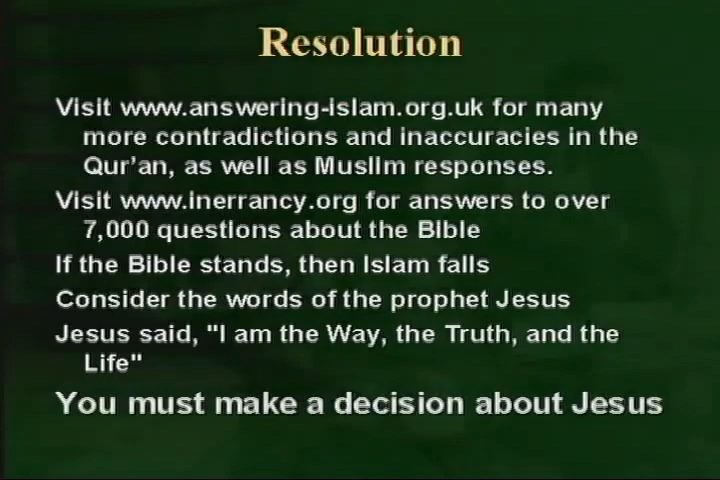 Resolution
Visit www.answering-islam.org.uk for many
more contradictions and inaccuracies in the
Qur'an, as well as Muslim responses.
Visit www.inerrancy.org for answers to over
7,000 questions about the Bible
If the Bible stands, then Islam falls
Consider the words of the prophet Jesus
Jesus said, "I am the Way, the Truth, and the
Life"
You must make a decision about Jesus